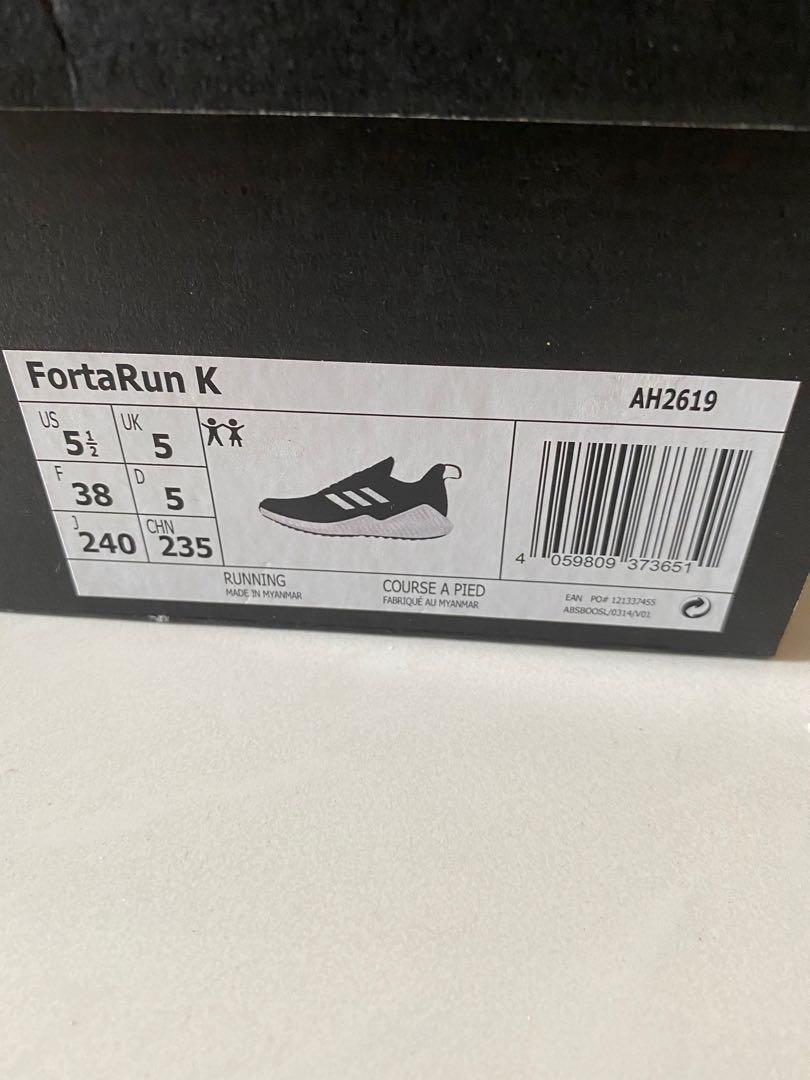 FortaRun K
AH2619
US 5½ UK 5
F 38 D 5
J 240 CHN 235
4 059809 373651
RUNNING
MADE IN MYANMAR
COURSE A PIED
FABRIQUÉ AU MYANMAR
EAN PO# 121337455
ABSBOOSL/0314/V01